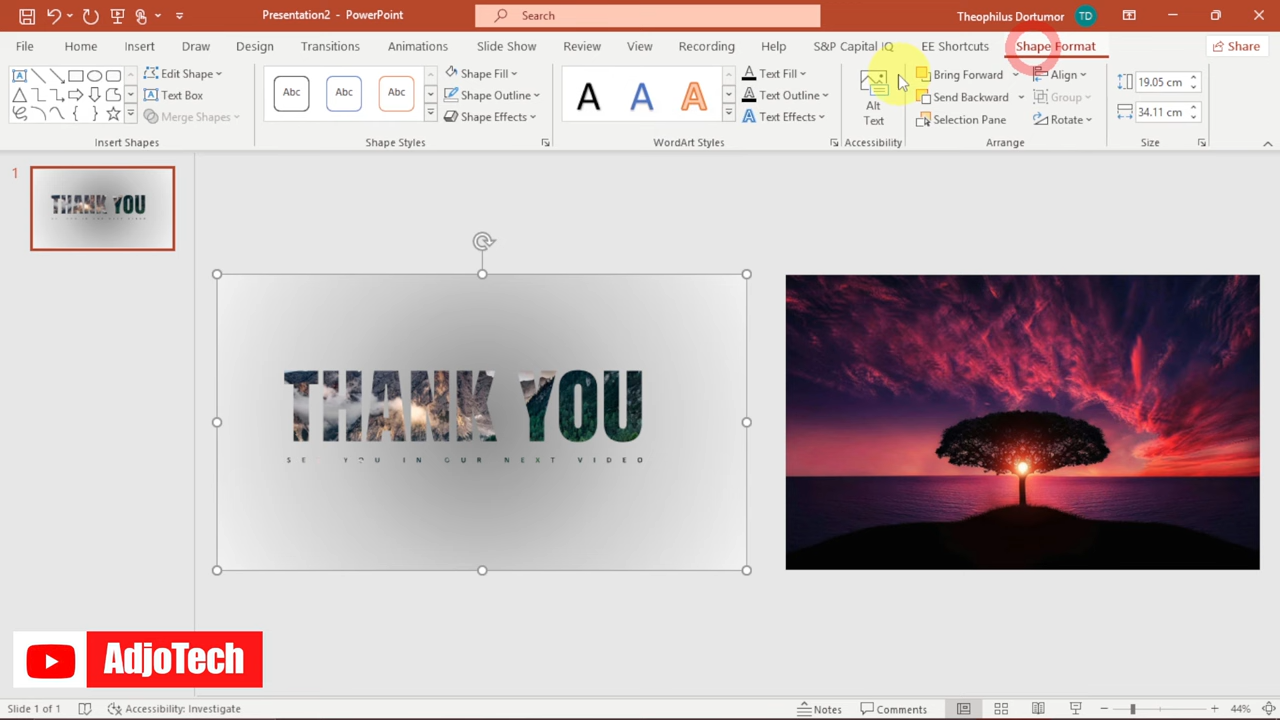 Presentation2 - PowerPoint
Search
Theophilus Dortumor
TD
File Home Insert Draw Design Transitions Animations Slide Show Review View Recording Help S&P Capital IQ EE Shortcuts Shape Format Share
Edit Shape
Text Box
Merge Shapes
Insert Shapes
Abc Abc Abc
Shape Fill
Shape Outline
Shape Effects
Shape Styles
A A A
Text Fill
Text Outline
Text Effects
WordArt Styles
Alt
Text
Accessibility
Bring Forward
Send Backward
Selection Pane
Align
Group
Rotate
Arrange
19.05 cm
34.11 cm
Size
1
THANK YOU
THANK YOU
SE YOU IN OUR NEXT VIDEO
AdjoTech
Slide 1 of 1
Accessibility: Investigate
Notes
Comments
44%